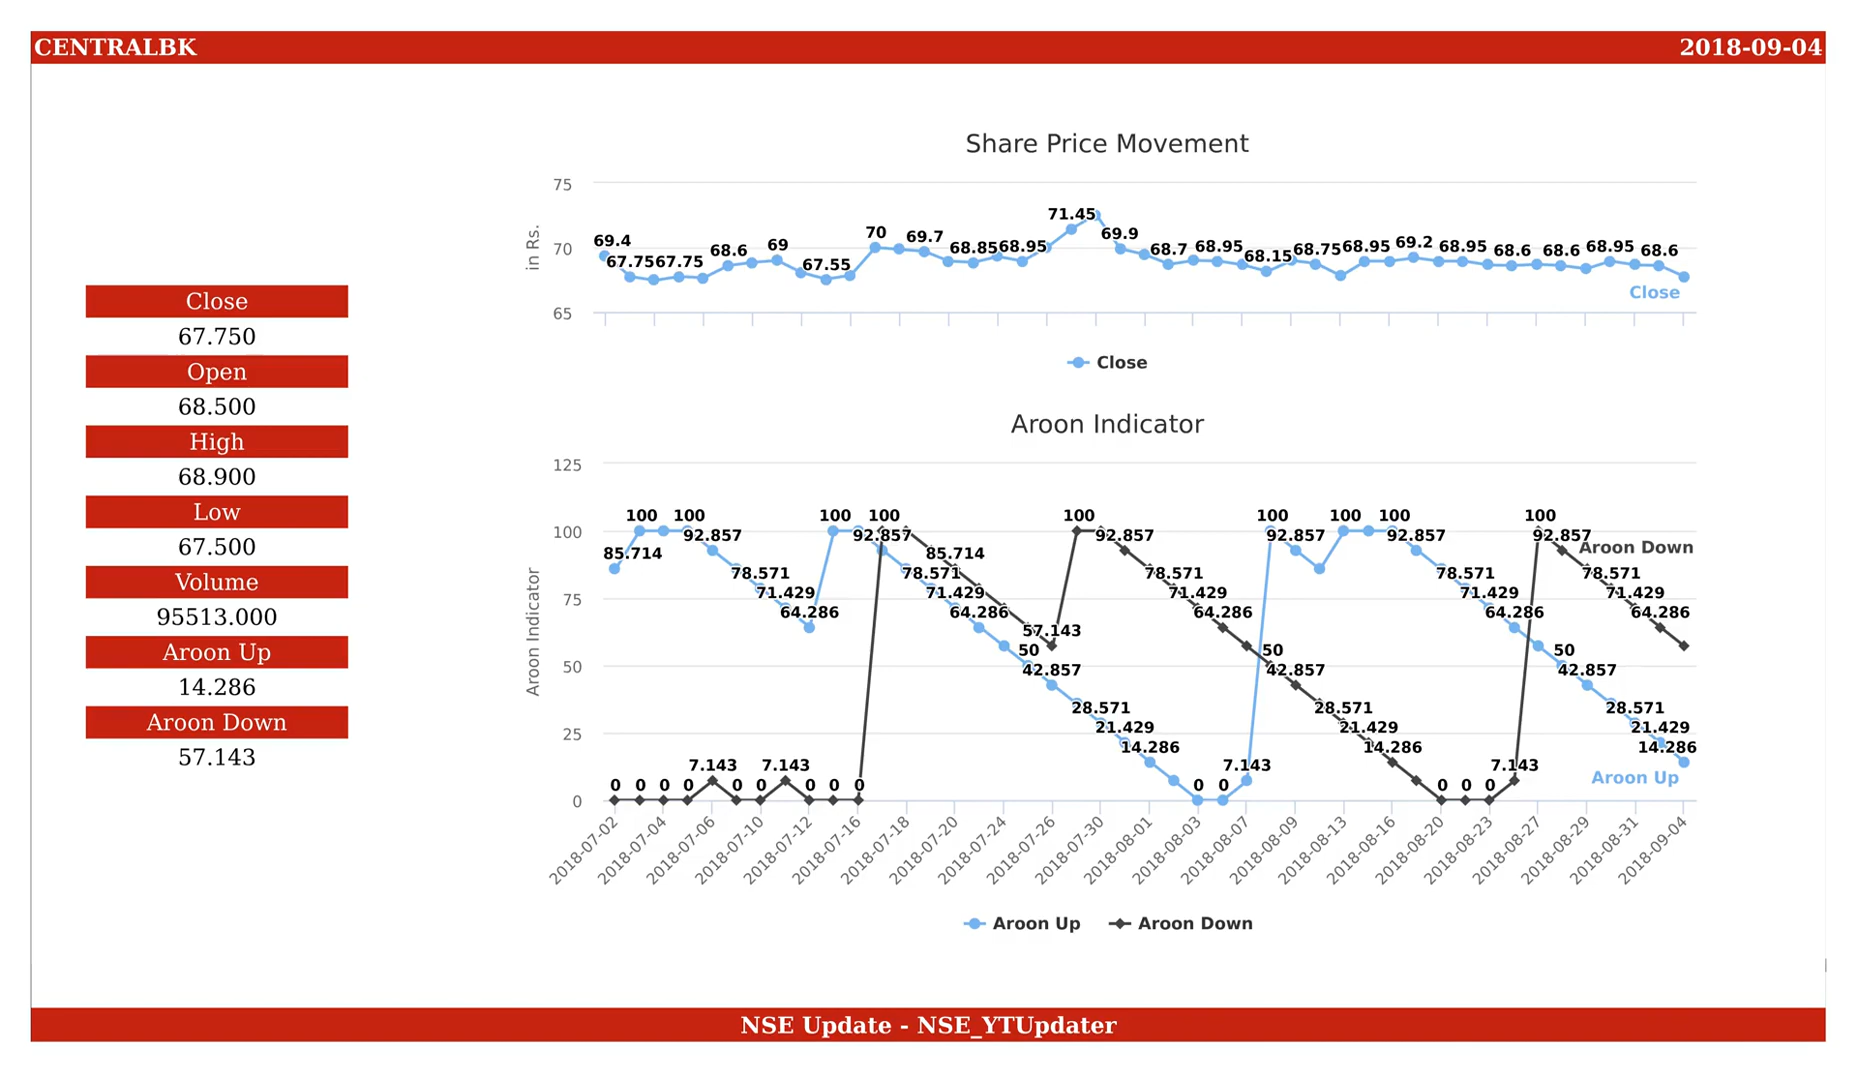 CENTRALBK 2018-09-04
Close
67.750
Open
68.500
High
68.900
Low
67.500
Volume
95513.000
Aroon Up
14.286
Aroon Down
57.143
Share Price Movement
in Rs.
75
70
65
69.4 67.75 67.75 68.6 69 67.55 70 69.7 68.85 68.95 71.45 69.9 68.7 68.95 68.15 68.75 68.95 69.2 68.95 68.6 68.6 68.95 68.6
Close
Close
Aroon Indicator
Aroon Indicator
125
100
75
50
25
0
100 100 100 100 100 100 100 100 100
85.714 92.857 92.857 85.714 92.857 92.857 92.857 92.857 Aroon Down
78.571 78.571 78.571 78.571 78.571
71.429 71.429 71.429 71.429 71.429
64.286 64.286 64.286 64.286 64.286
57.143
50 50 50
42.857 42.857 42.857
28.571 28.571 28.571
21.429 21.429 21.429
14.286 14.286 14.286
7.143 7.143 7.143 7.143
Aroon Up
0 0 0 0 0 0 0 0 0 0 0 0 0 0
2018-07-02 2018-07-04 2018-07-06 2018-07-10 2018-07-12 2018-07-16 2018-07-18 2018-07-20 2018-07-24 2018-07-26 2018-07-30 2018-08-01 2018-08-03 2018-08-07 2018-08-09 2018-08-13 2018-08-16 2018-08-20 2018-08-23 2018-08-27 2018-08-29 2018-08-31 2018-09-04
Aroon Up Aroon Down
NSE Update - NSE_YTUpdater